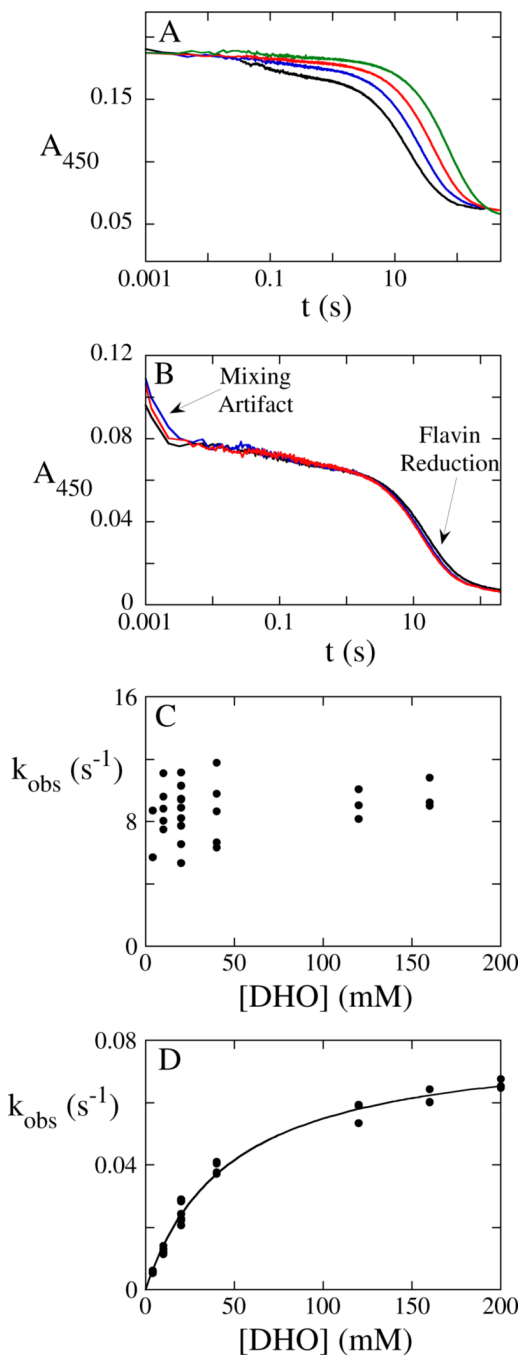 A
0.15
A450
0.05
0.001
0.1
10
t (s)
0.12
B
Mixing
Artifact
0.08
A450
Flavin
Reduction
0.04
0
0.001
0.1
10
t (s)
16
C
kobs (s-1)
8
0
0
50
100
150
200
[DHO] (mM)
0.08
D
kobs (s-1)
0.04
0
0
50
100
150
200
[DHO] (mM)